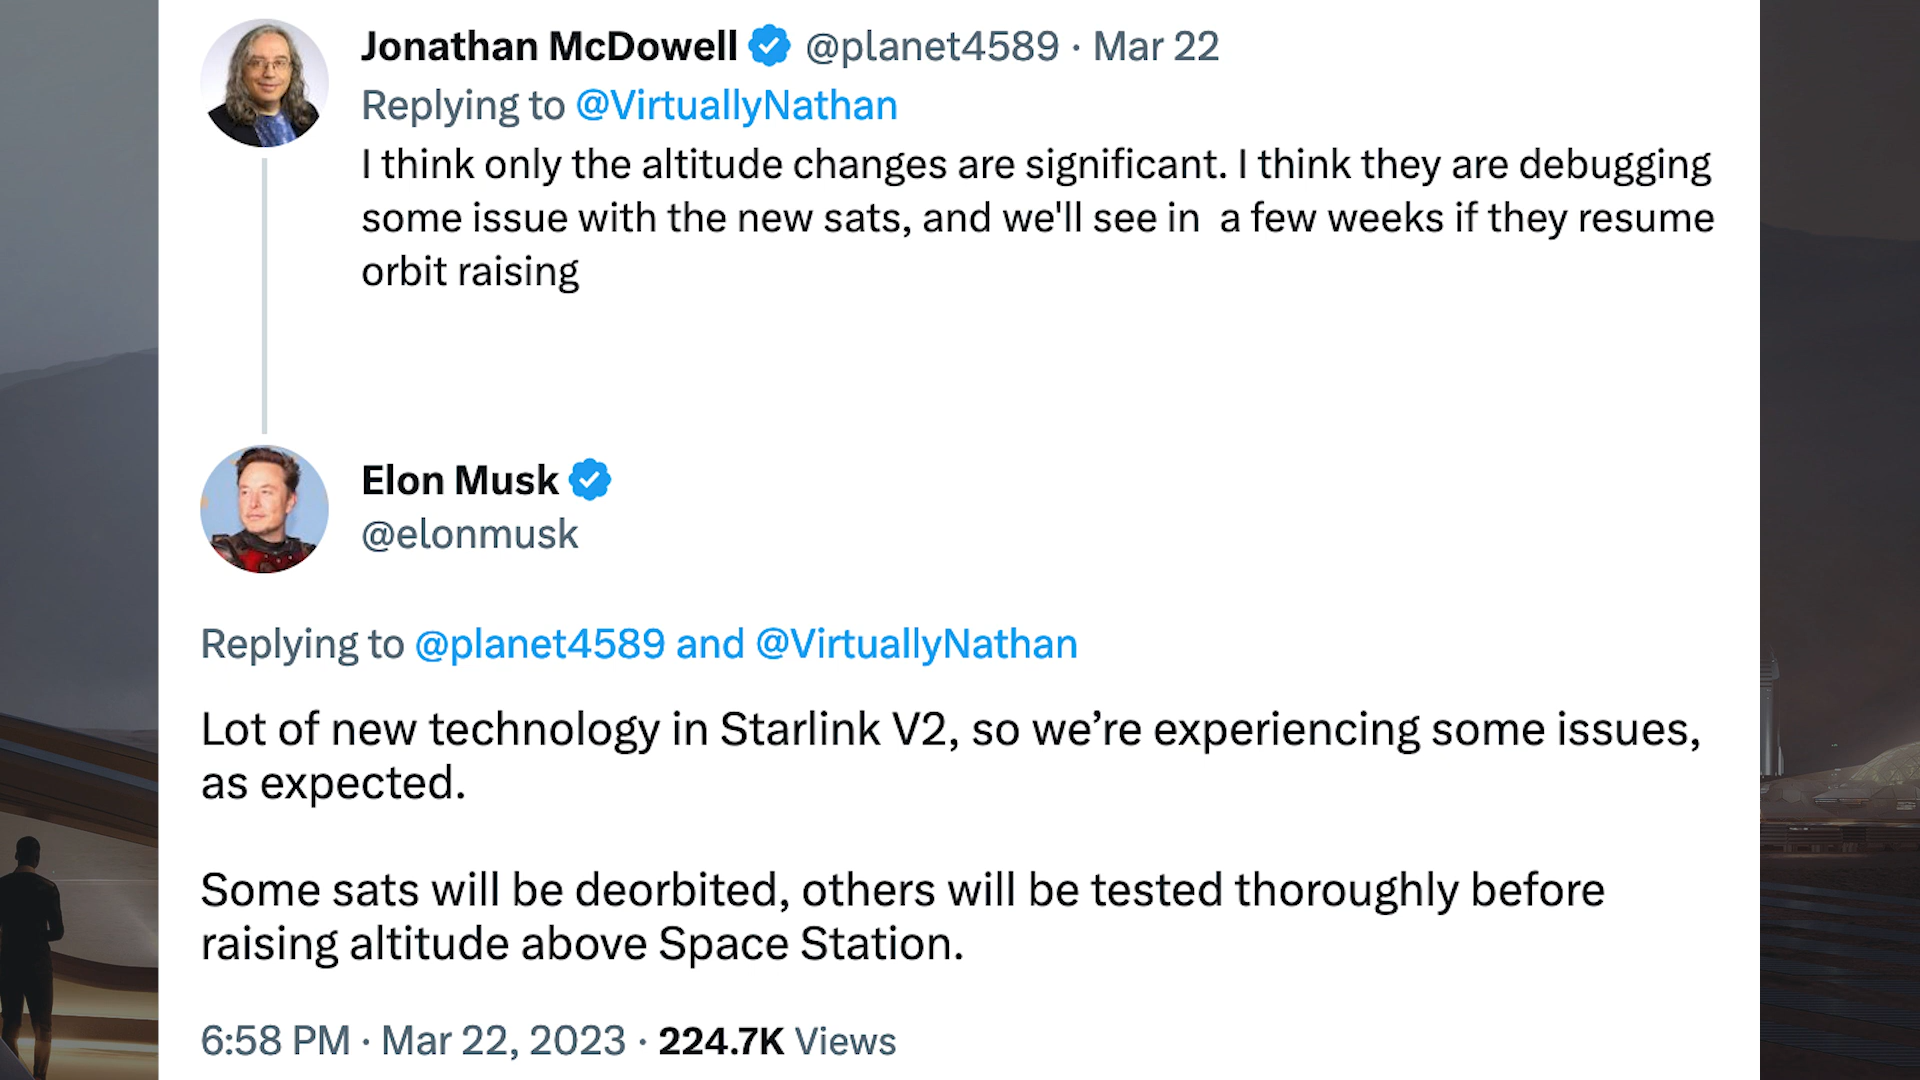 Jonathan McDowell @planet4589 · Mar 22
Replying to @VirtuallyNathan
I think only the altitude changes are significant. I think they are debugging
some issue with the new sats, and we'll see in  a few weeks if they resume
orbit raising
Elon Musk
@elonmusk
Replying to @planet4589 and @VirtuallyNathan
Lot of new technology in Starlink V2, so we’re experiencing some issues,
as expected.
Some sats will be deorbited, others will be tested thoroughly before
raising altitude above Space Station.
6:58 PM · Mar 22, 2023 · 224.7K Views